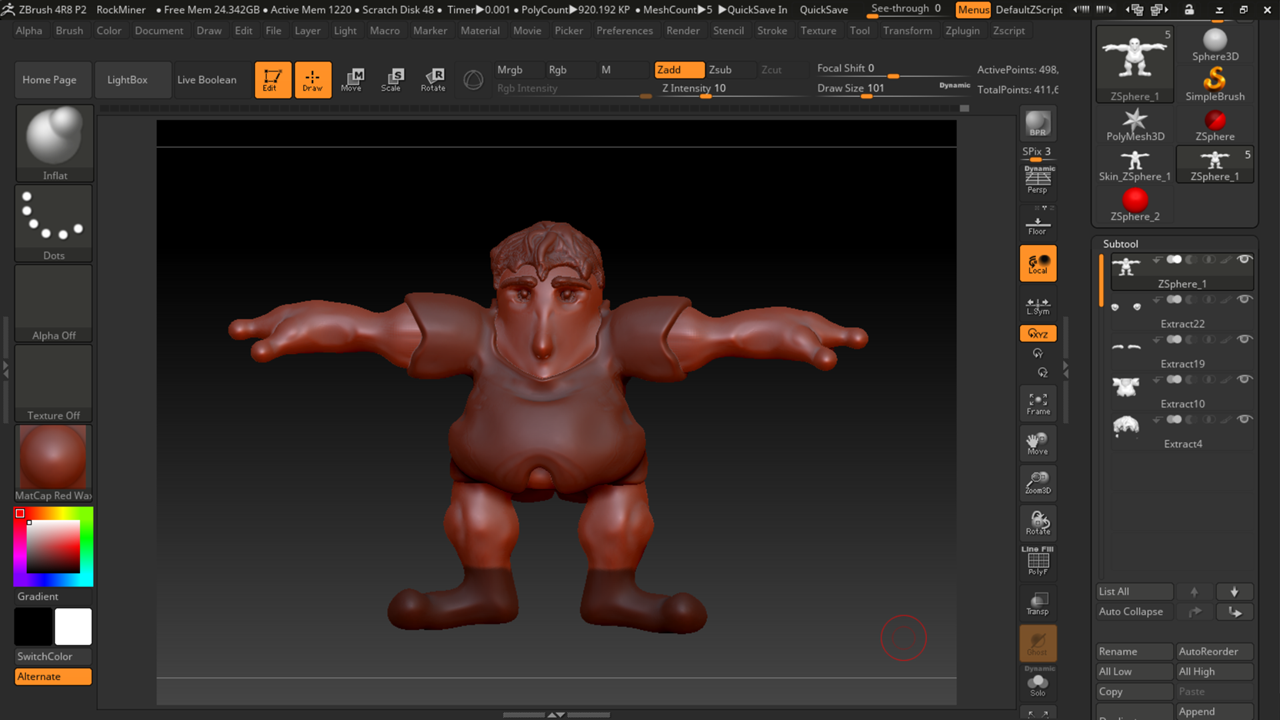 ZBrush 4R8 P2 RockMiner • Free Mem 24.342GB • Active Mem 1220 • Scratch Disk 48 • Timer▶0.001 • PolyCount▶920.192 KP • MeshCount▶5 ▶QuickSave In QuickSave See-through 0 Menus DefaultZScript
Alpha Brush Color Document Draw Edit File Layer Light Macro Marker Material Movie Picker Preferences Render Stencil Stroke Texture Tool Transform Zplugin Zscript
Home Page LightBox Live Boolean Edit Draw Move Scale Rotate
Mrgb Rgb M Zadd Zsub Zcut Focal Shift 0 ActivePoints: 498,
Rgb Intensity Z Intensity 10 Draw Size 101 Dynamic TotalPoints: 411,6
Inflat
Dots
Alpha Off
Texture Off
MatCap Red Wax
Gradient
SwitchColor
Alternate
BPR
SPix 3
Dynamic
Persp
Floor
Local
L.Sym
XYZ
Y
Z
Frame
Move
Zoom3D
Rotate
Line Fill
PolyF
Transp
Ghost
Dynamic
Solo
5
ZSphere_1 Sphere3D
SimpleBrush
PolyMesh3D ZSphere
5
Skin_ZSphere_1 ZSphere_1
ZSphere_2
Subtool
ZSphere_1
Extract22
Extract19
Extract10
Extract4
List All
Auto Collapse
Rename AutoReorder
All Low All High
Copy Paste
Append